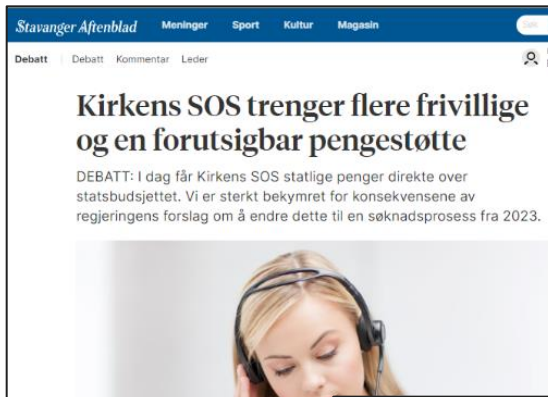 Stavanger Aftenblad Meninger Sport Kultur Magasin
Debatt Debatt Kommentar Leder
Kirkens SOS trenger flere frivillige
og en forutsigbar pengestøtte
DEBATT: I dag får Kirkens SOS statlige penger direkte over
statsbudsjettet. Vi er sterkt bekymret for konsekvensene av
regjeringens forslag om å endre dette til en søknadsprosess fra 2023.